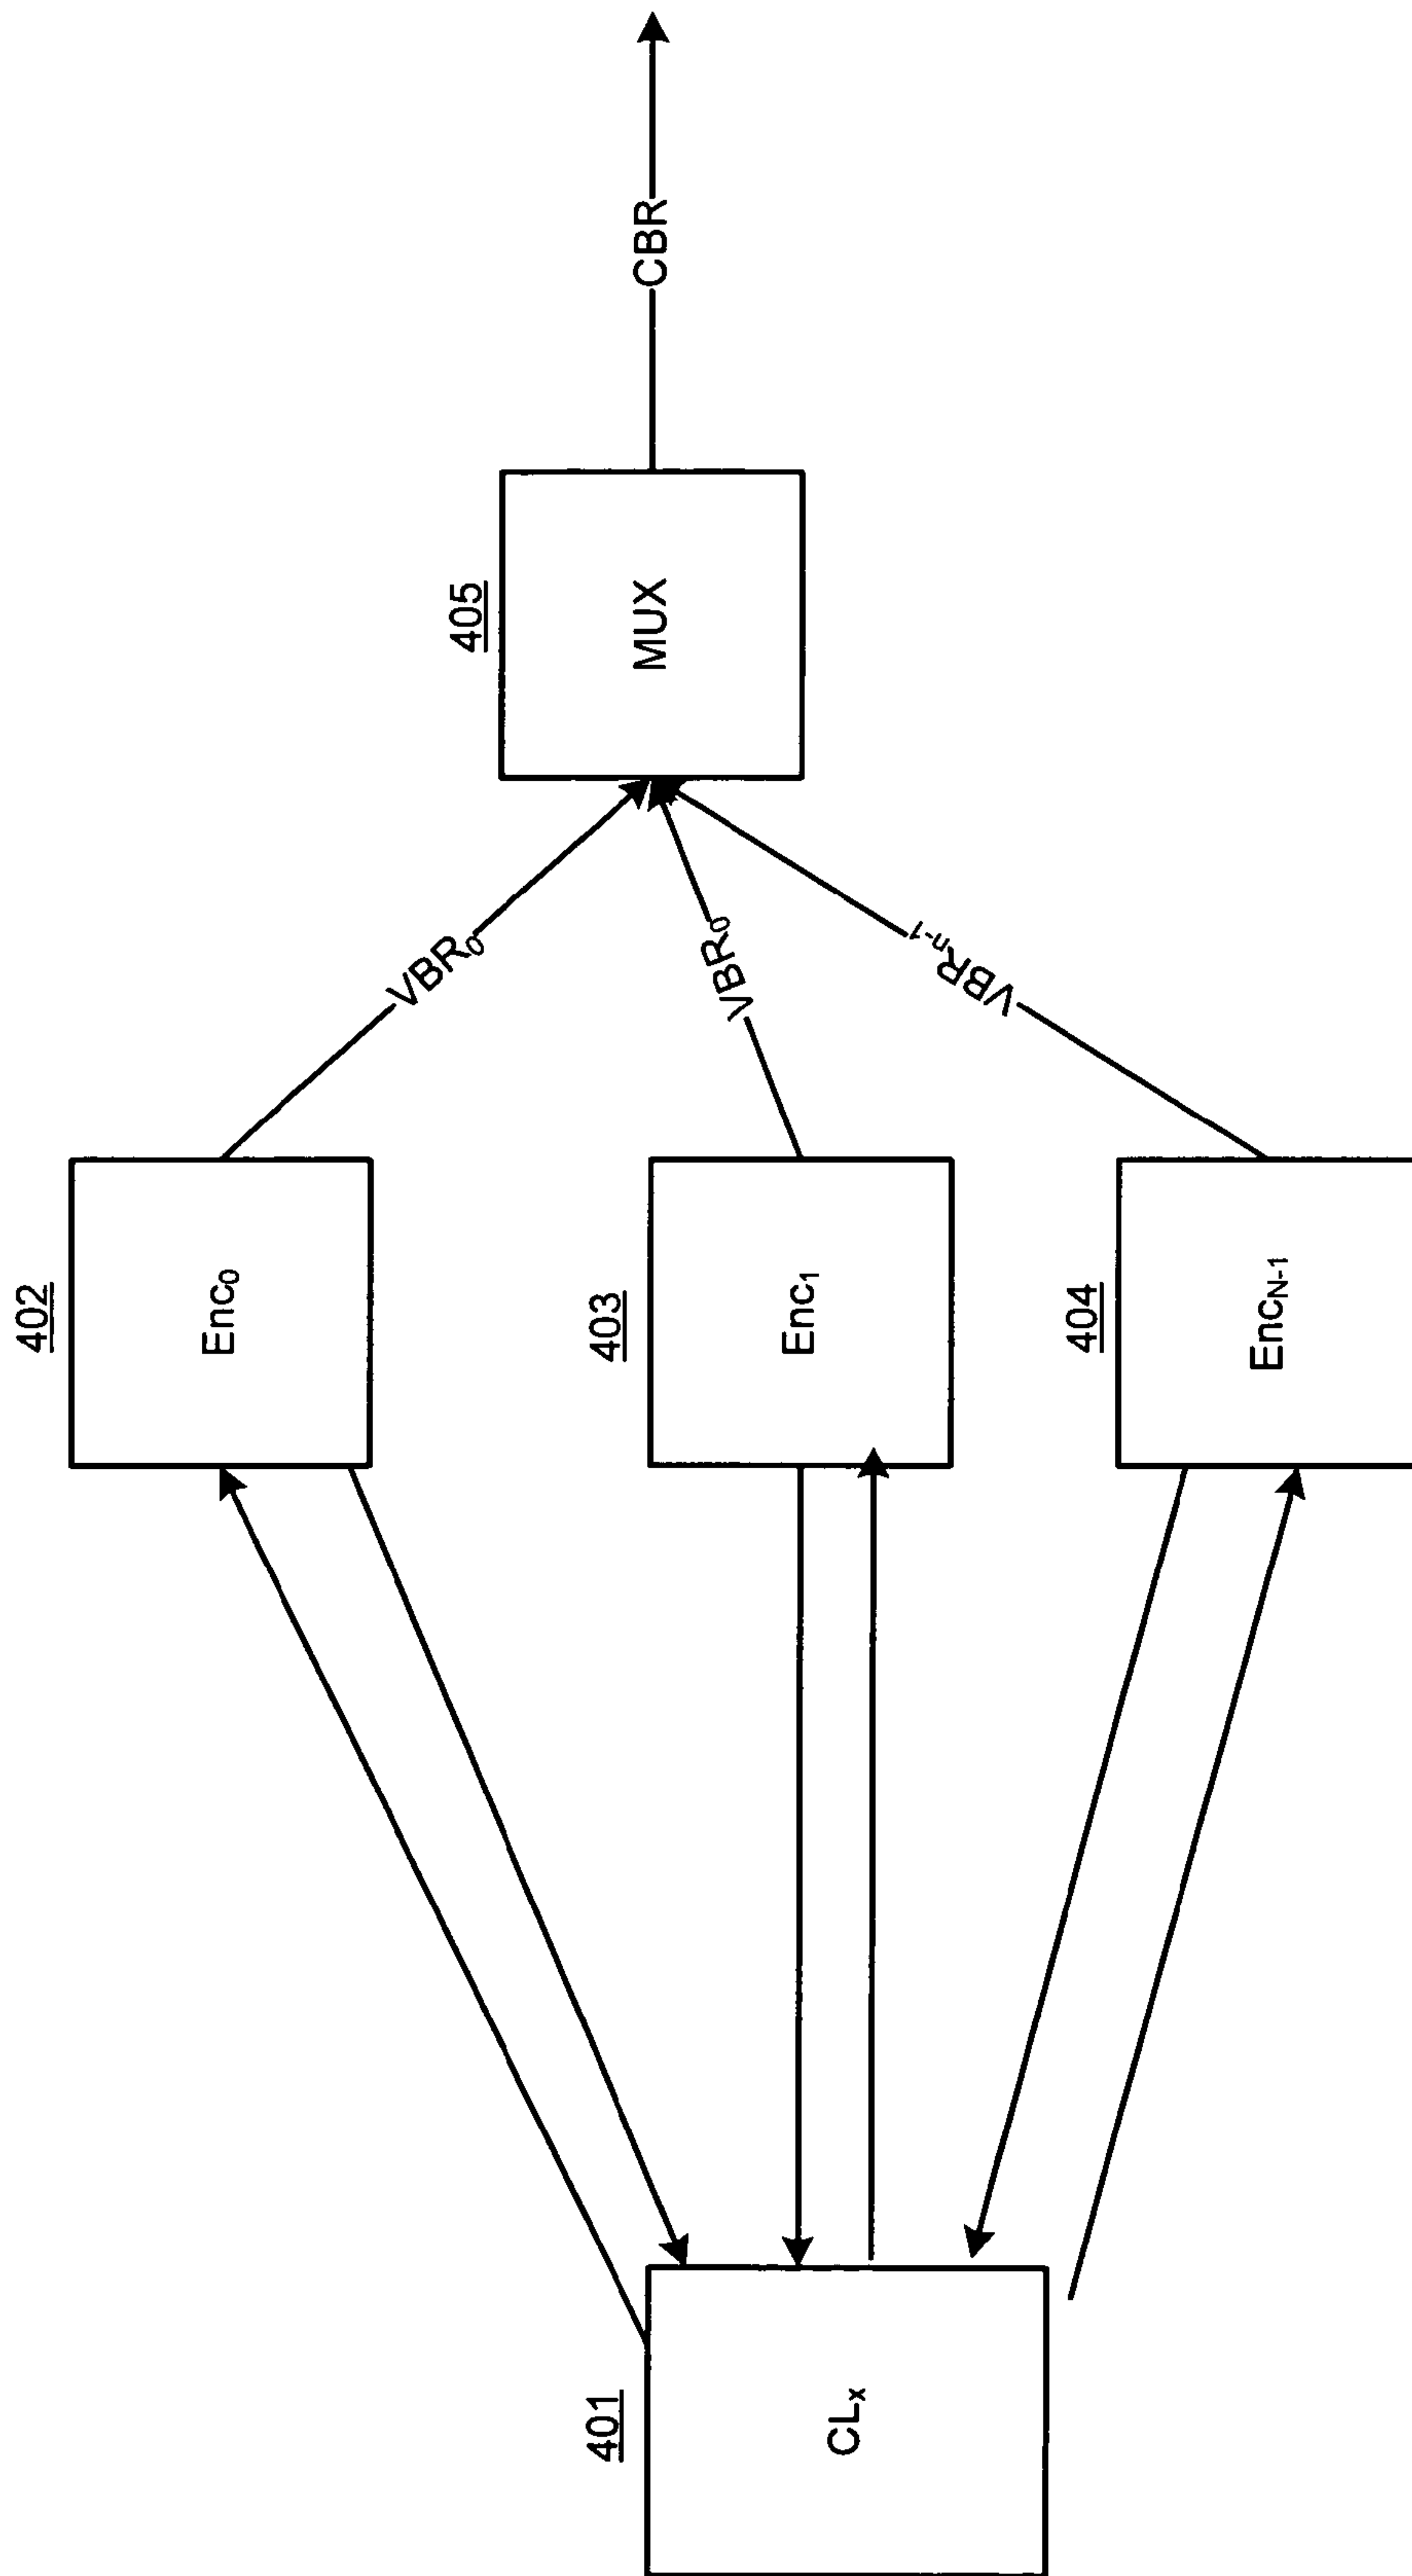 402
Enc0
VBR0
405
MUX
CBR
403
Enc1
VBR0
401
CLx
404
EncN-1
VBRn-1